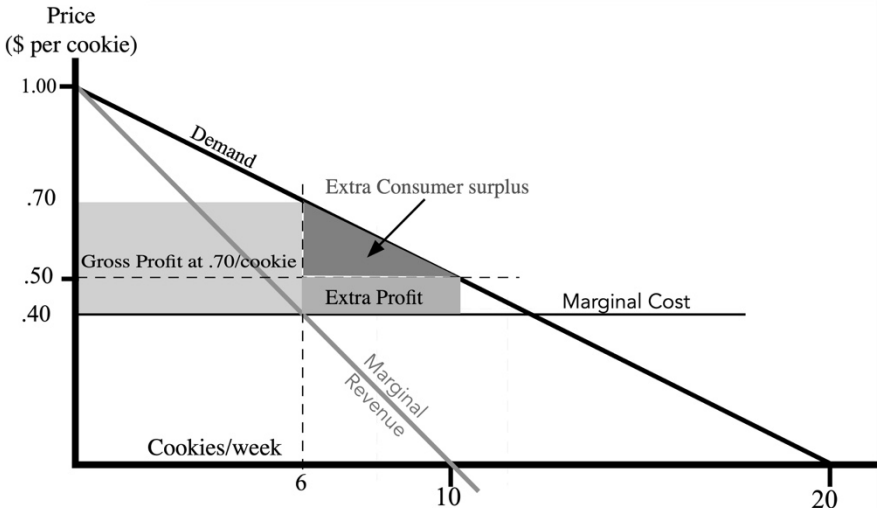 Price
($ per cookie)
1.00
Demand
.70
Extra Consumer surplus
Gross Profit at .70/cookie
.50
Extra Profit
Marginal Cost
.40
Marginal
Revenue
Cookies/week
6
10
20